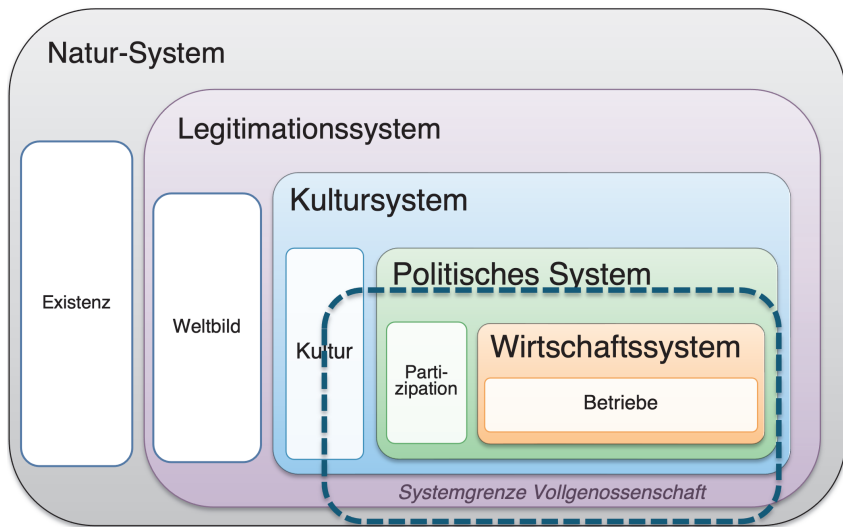 Natur-System
Legitimationssystem
Kultursystem
Politisches System
Existenz
Weltbild
Kultur
Parti-
zipation
Wirtschaftssystem
Betriebe
Systemgrenze Vollgenossenschaft